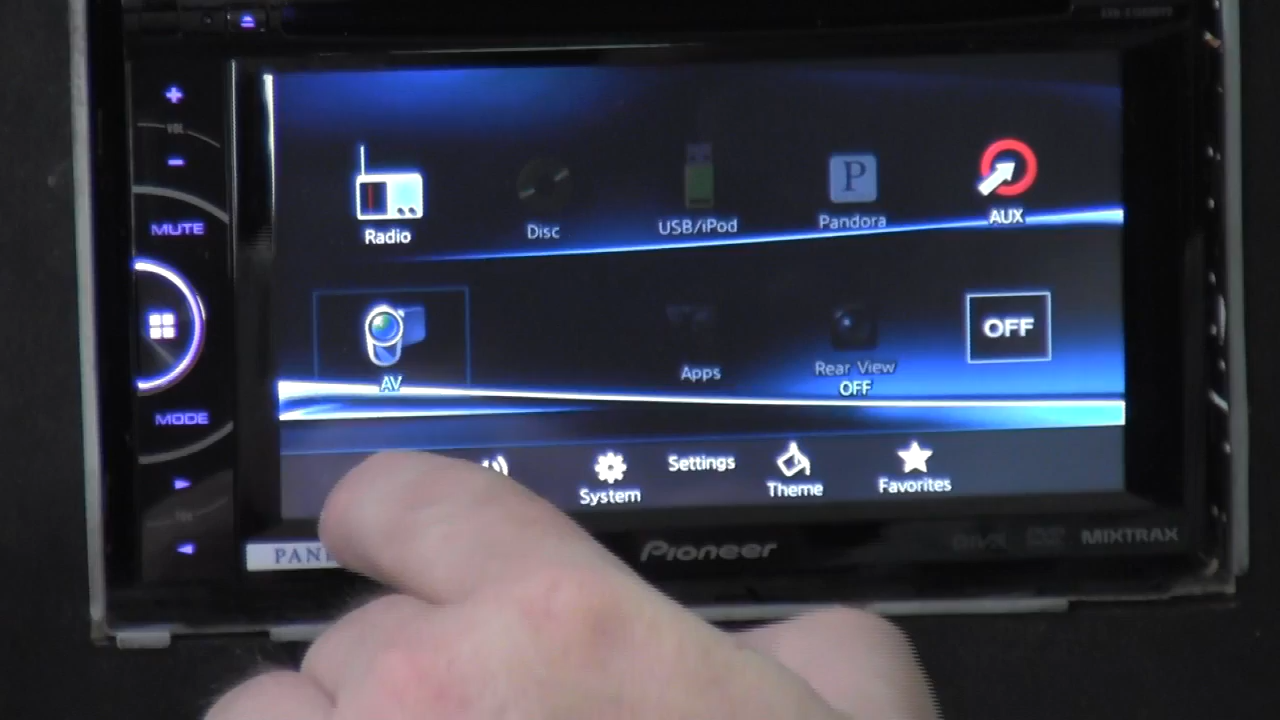 VOL
MUTE
MODE
Radio
Disc
USB/iPod
P
Pandora
AUX
AV
Apps
Rear View
OFF
OFF
System
Settings
Theme
Favorites
Pioneer
MIXTRAX